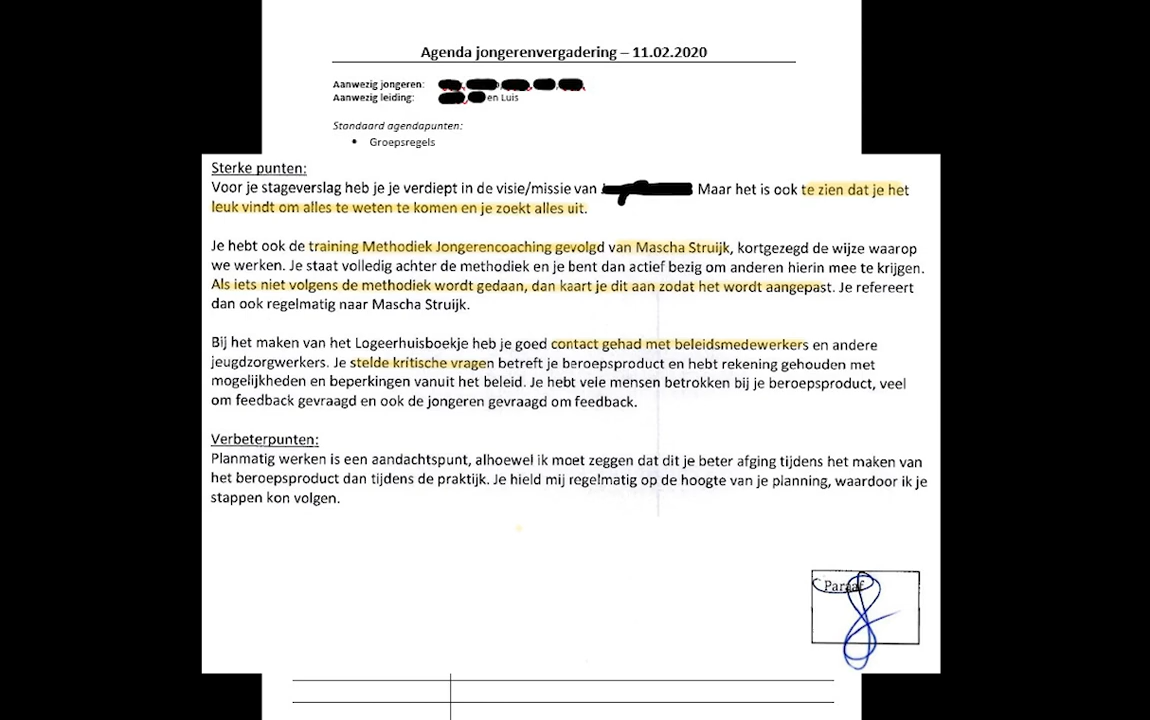 Agenda jongerenvergadering – 11.02.2020
Aanwezig jongeren:
Aanwezig leiding: en Luis
Standaard agendapunten:
• Groepsregels
Sterke punten:
Voor je stageverslag heb je je verdiept in de visie/missie van Maar het is ook te zien dat je het
leuk vindt om alles te weten te komen en je zoekt alles uit.
Je hebt ook de training Methodiek Jongerencoaching gevolgd van Mascha Struijk, kortgezegd de wijze waarop
we werken. Je staat volledig achter de methodiek en je bent dan actief bezig om anderen hierin mee te krijgen.
Als iets niet volgens de methodiek wordt gedaan, dan kaart je dit aan zodat het wordt aangepast. Je refereert
dan ook regelmatig naar Mascha Struijk.
Bij het maken van het Logeerhuisboekje heb je goed contact gehad met beleidsmedewerkers en andere
jeugdzorgwerkers. Je stelde kritische vragen betreft je beroepsproduct en hebt rekening gehouden met
mogelijkheden en beperkingen vanuit het beleid. Je hebt vele mensen betrokken bij je beroepsproduct, veel
om feedback gevraagd en ook de jongeren gevraagd om feedback.
Verbeterpunten:
Planmatig werken is een aandachtspunt, alhoewel ik moet zeggen dat dit je beter afging tijdens het maken van
het beroepsproduct dan tijdens de praktijk. Je hield mij regelmatig op de hoogte van je planning, waardoor ik je
stappen kon volgen.
Paraaf